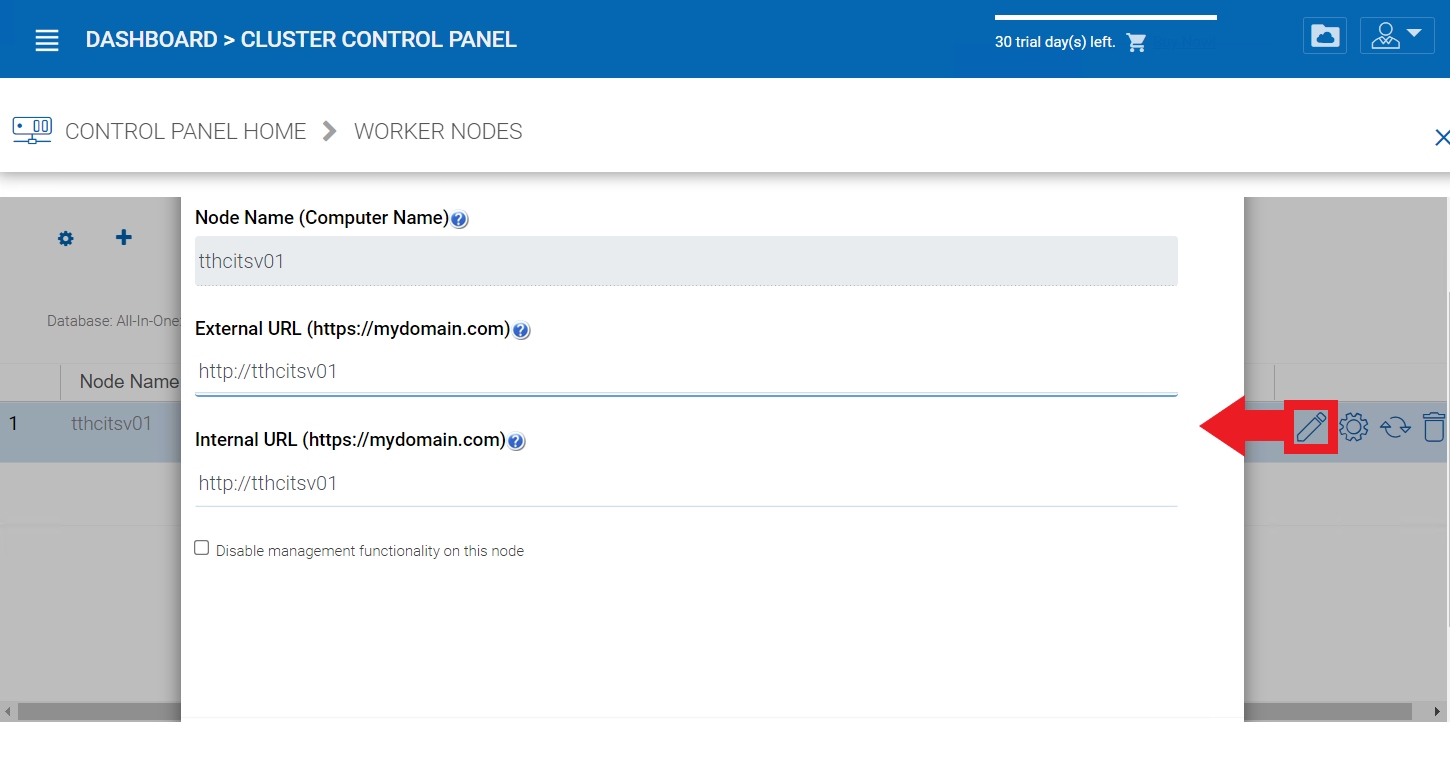 DASHBOARD > CLUSTER CONTROL PANEL
30 trial day(s) left.
CONTROL PANEL HOME WORKER NODES
Node Name (Computer Name)
tthcitsv01
External URL (https://mydomain.com)
Database: All-In-One
http://tthcitsv01
Node Name
1 tthcitsv01
Internal URL (https://mydomain.com)
http://tthcitsv01
Disable management functionality on this node